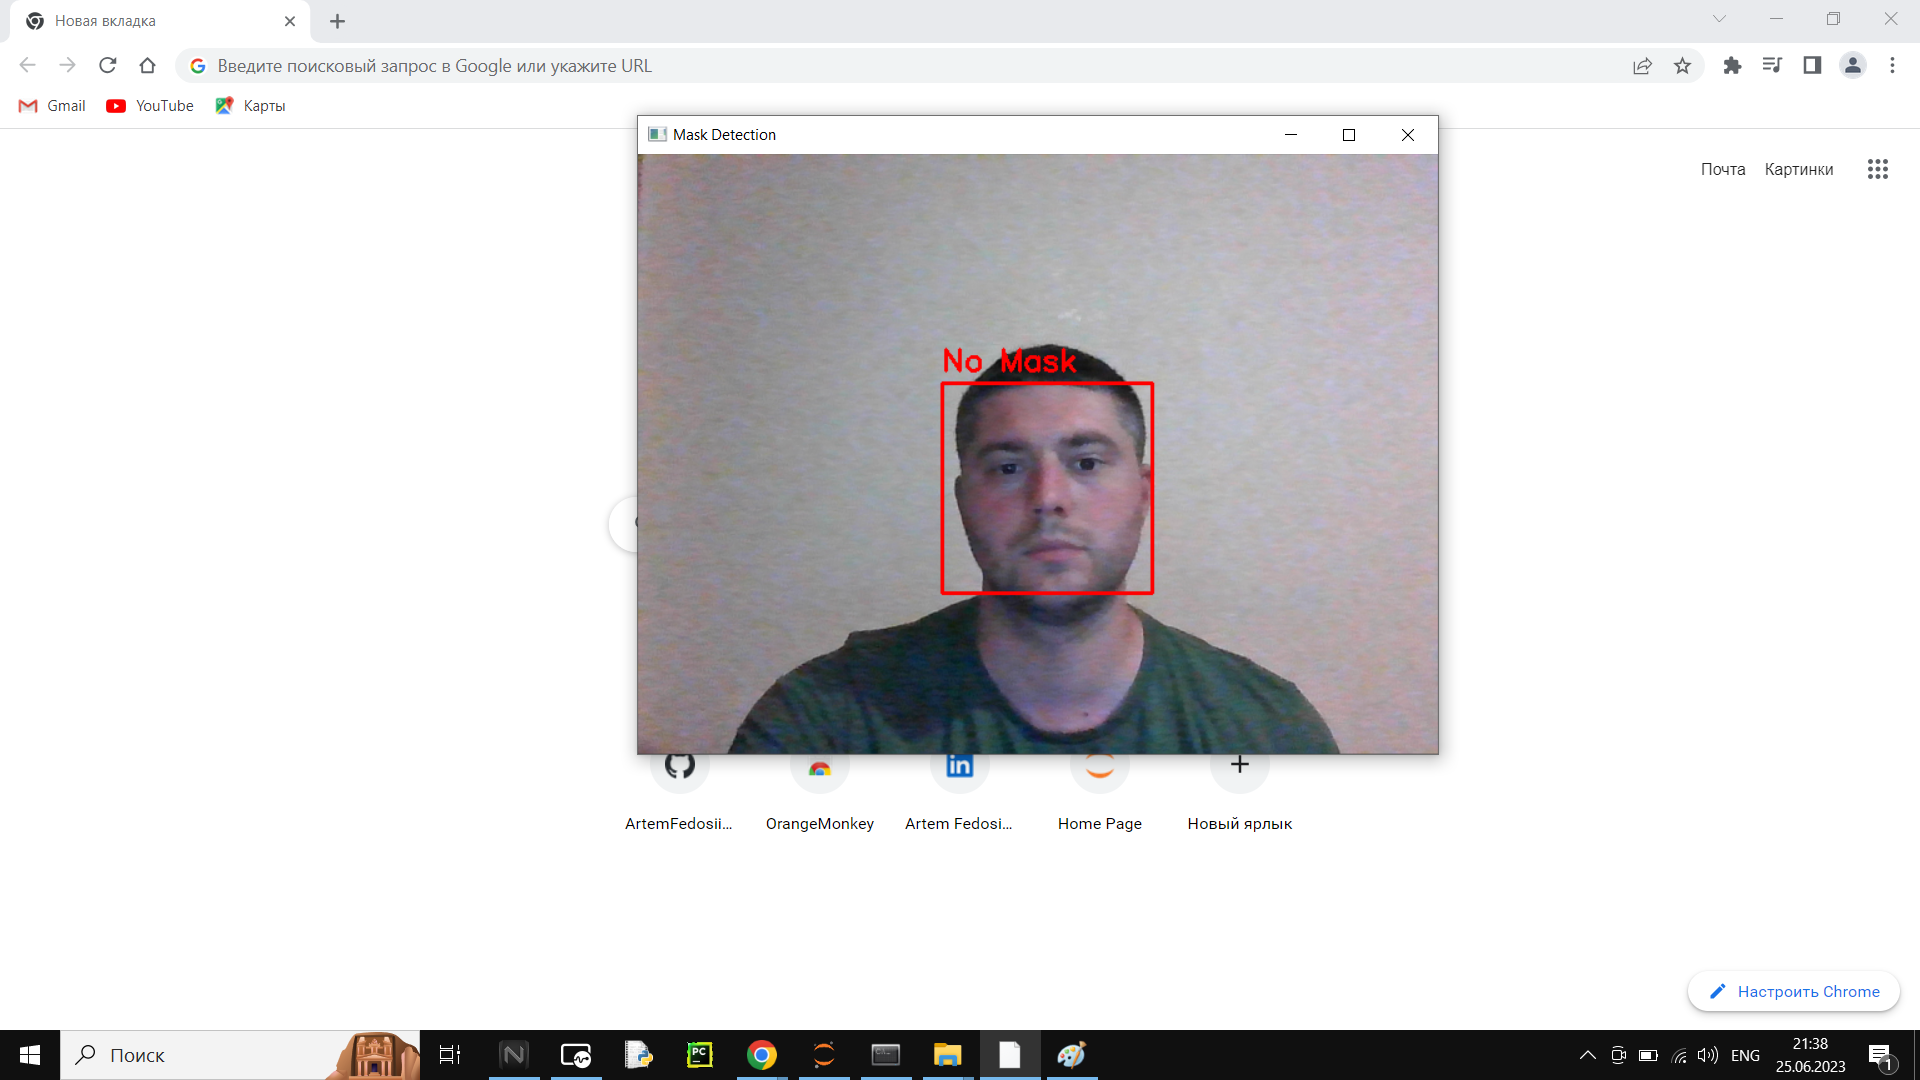 Новая вкладка
Введите поисковый запрос в Google или укажите URL
Gmail YouTube Карты
Mask Detection
Почта Картинки
No Mask
ArtemFedosii... OrangeMonkey Artem Fedosi... Home Page Новый ярлык
Настроить Chrome
Поиск
ENG
21:38
25.06.2023
1